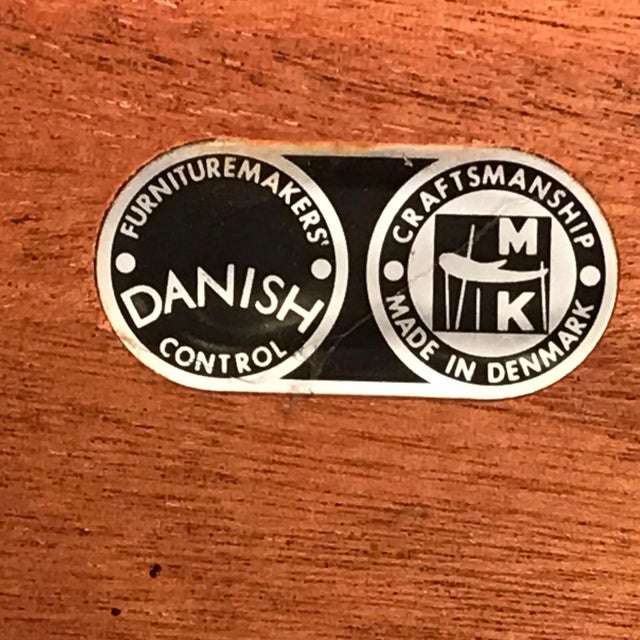 FURNITUREMAKERS'
DANISH
CONTROL
CRAFTSMANSHIP
M
K
MADE IN DENMARK